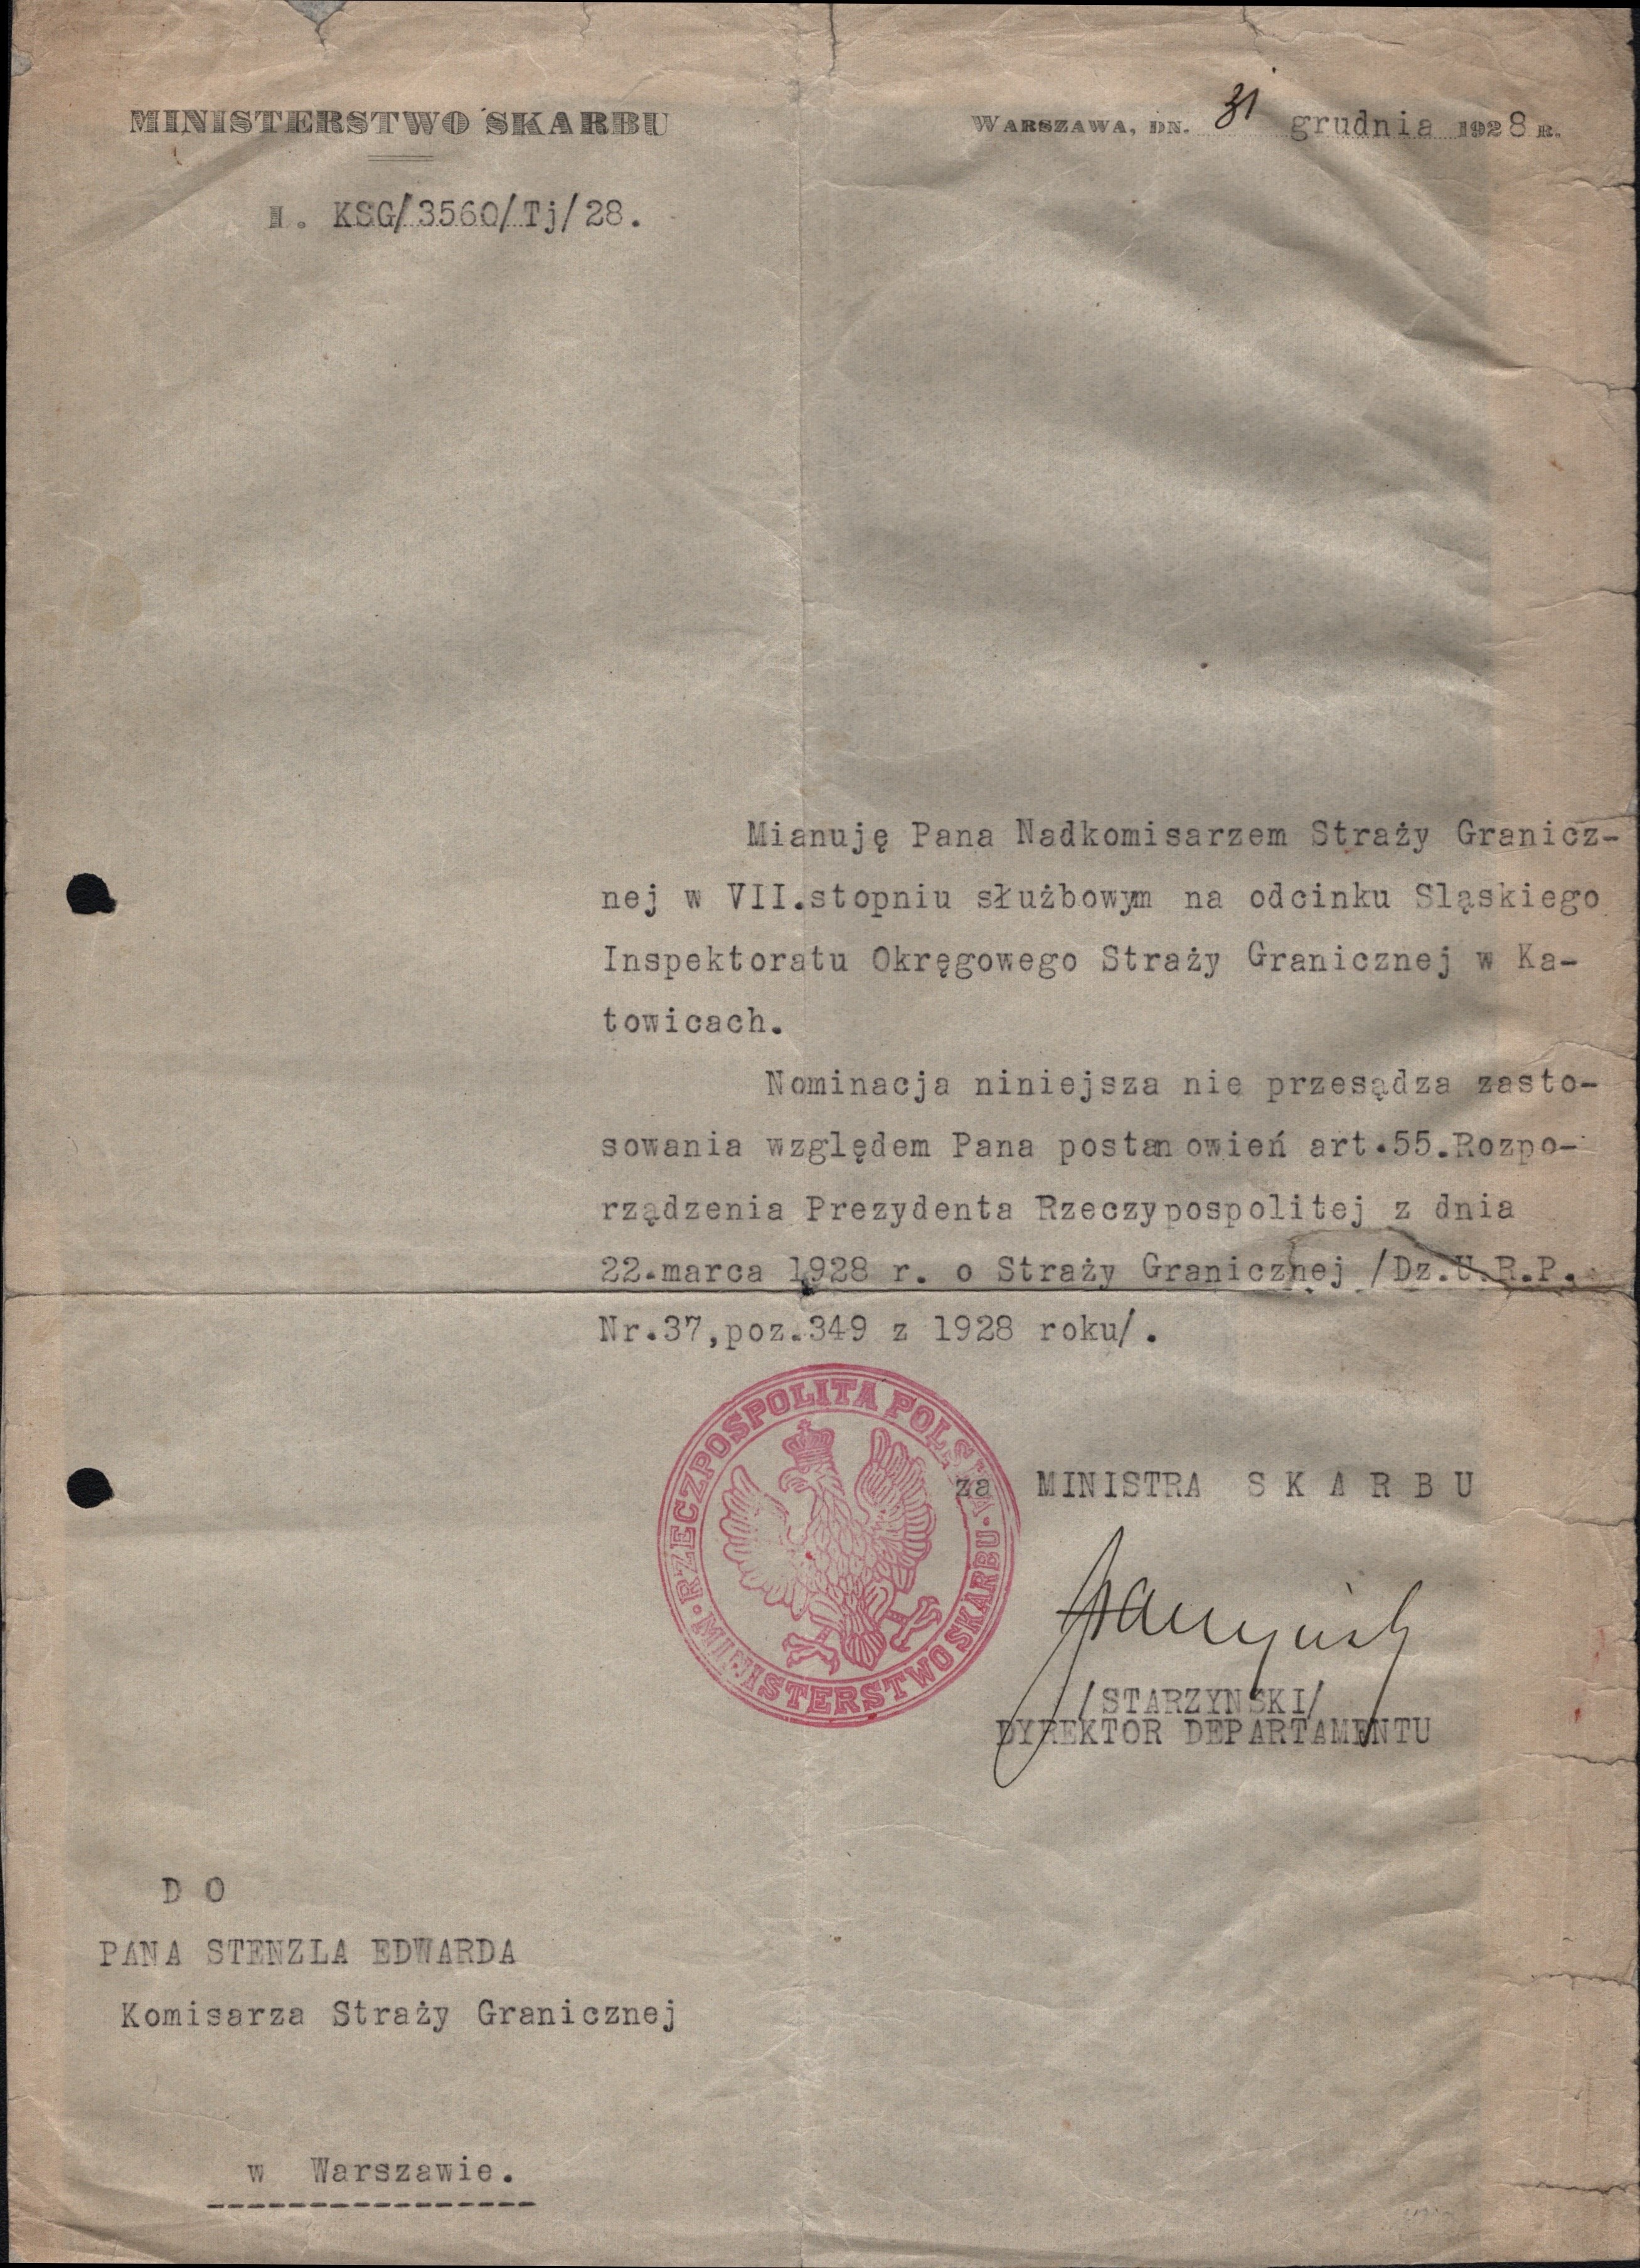 MINISTERSTWO SKARBU
WARSZAWA, DN. 31 grudnia 1928 R.
KSG/3560/Tj/28.
Mianuję Pana Nadkomisarzem Straży Granicz-
nej w VII.stopniu służbowym na odcinku Sląskiego
Inspektoratu Okręgowego Straży Granicznej w Ka-
towicach.
Nominacja niniejsza nie przesądza zasto-
sowania względem Pana postanowień art.55.Rozpo-
rządzenia Prezydenta Rzeczypospolitej z dnia
22.marca 1928 r. o Straży Granicznej /Dz.U.R.P.
Nr.37,poz.349 z 1928 roku/.
RZECZPOSPOLITA POLSKA
MINISTERSTWO SKARBU
za MINISTRA S K A R B U
Starzyński
/STARZYNSKI/
DYREKTOR DEPARTAMENTU
D O
PANA STENZLA EDWARDA
Komisarza Straży Granicznej
w Warszawie.